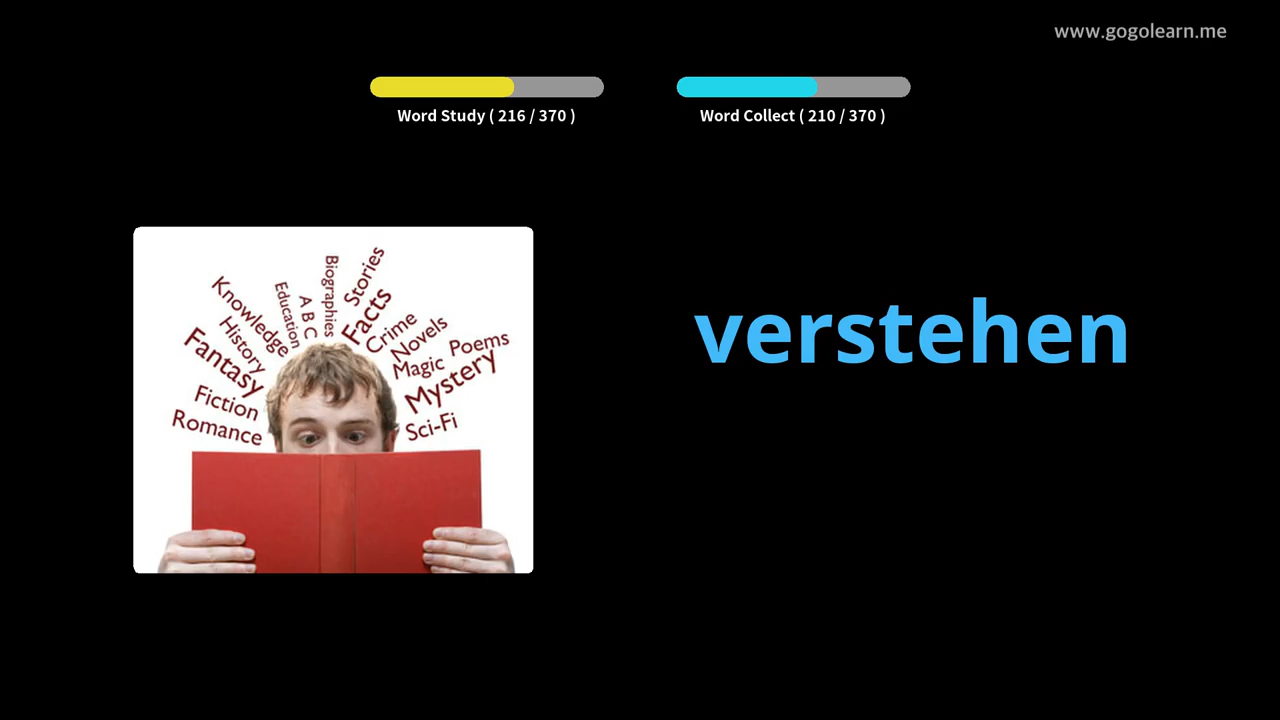 www.gogolearn.me
Word Study ( 216 / 370 )
Word Collect ( 210 / 370 )
Biographies
Stories
Education
A B C
Facts
Knowledge
Crime
History
Novels
Fantasy
Magic
Poems
Mystery
Fiction
Romance
Sci-Fi
verstehen